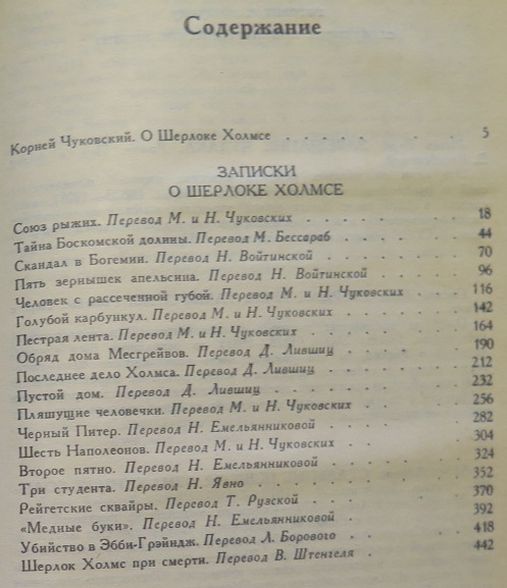 Содержание
Корней Чуковский. О Шерлоке Холмсе . . . . . . . 5
ЗАПИСКИ
О ШЕРЛОКЕ ХОЛМСЕ
Союз рыжих. Перевод М. и Н. Чуковских . . . . . . 18
Тайна Боскомской долины. Перевод М. Бессараб . . . . 44
Скандал в Богемии. Перевод Н. Войтинской . . . . . 70
Пять зернышек апельсина. Перевод Н. Войтинской . . . 96
Человек с рассеченной губой. Перевод М. и Н. Чуковских . . 116
Голубой карбункул. Перевод М. и Н. Чуковских . . . . 142
Пестрая лента. Перевод М. и Н. Чуковских . . . . . 164
Обряд дома Месгрейвов. Перевод Д. Лившиц . . . . 190
Последнее дело Холмса. Перевод Д. Лившиц . . . . . 212
Пустой дом. Перевод Д. Лившиц . . . . . . 232
Пляшущие человечки. Перевод М. и Н. Чуковских . . . 256
Черный Питер. Перевод Н. Емельянниковой . . . . 282
Шесть Наполеонов. Перевод М. и Н. Чуковских . . . . 304
Второе пятно. Перевод Н. Емельянниковой . . . . 324
Три студента. Перевод Н. Явно . . . . . . . 352
Рейгетские сквайры. Перевод Т. Рузской . . . . . 370
«Медные буки». Перевод Н. Емельянниковой . . . . 392
Убийство в Эбби-Грэйндж. Перевод Л. Борового . . . . 418
Шерлок Холмс при смерти. Перевод В. Штенгеля . . . . 442